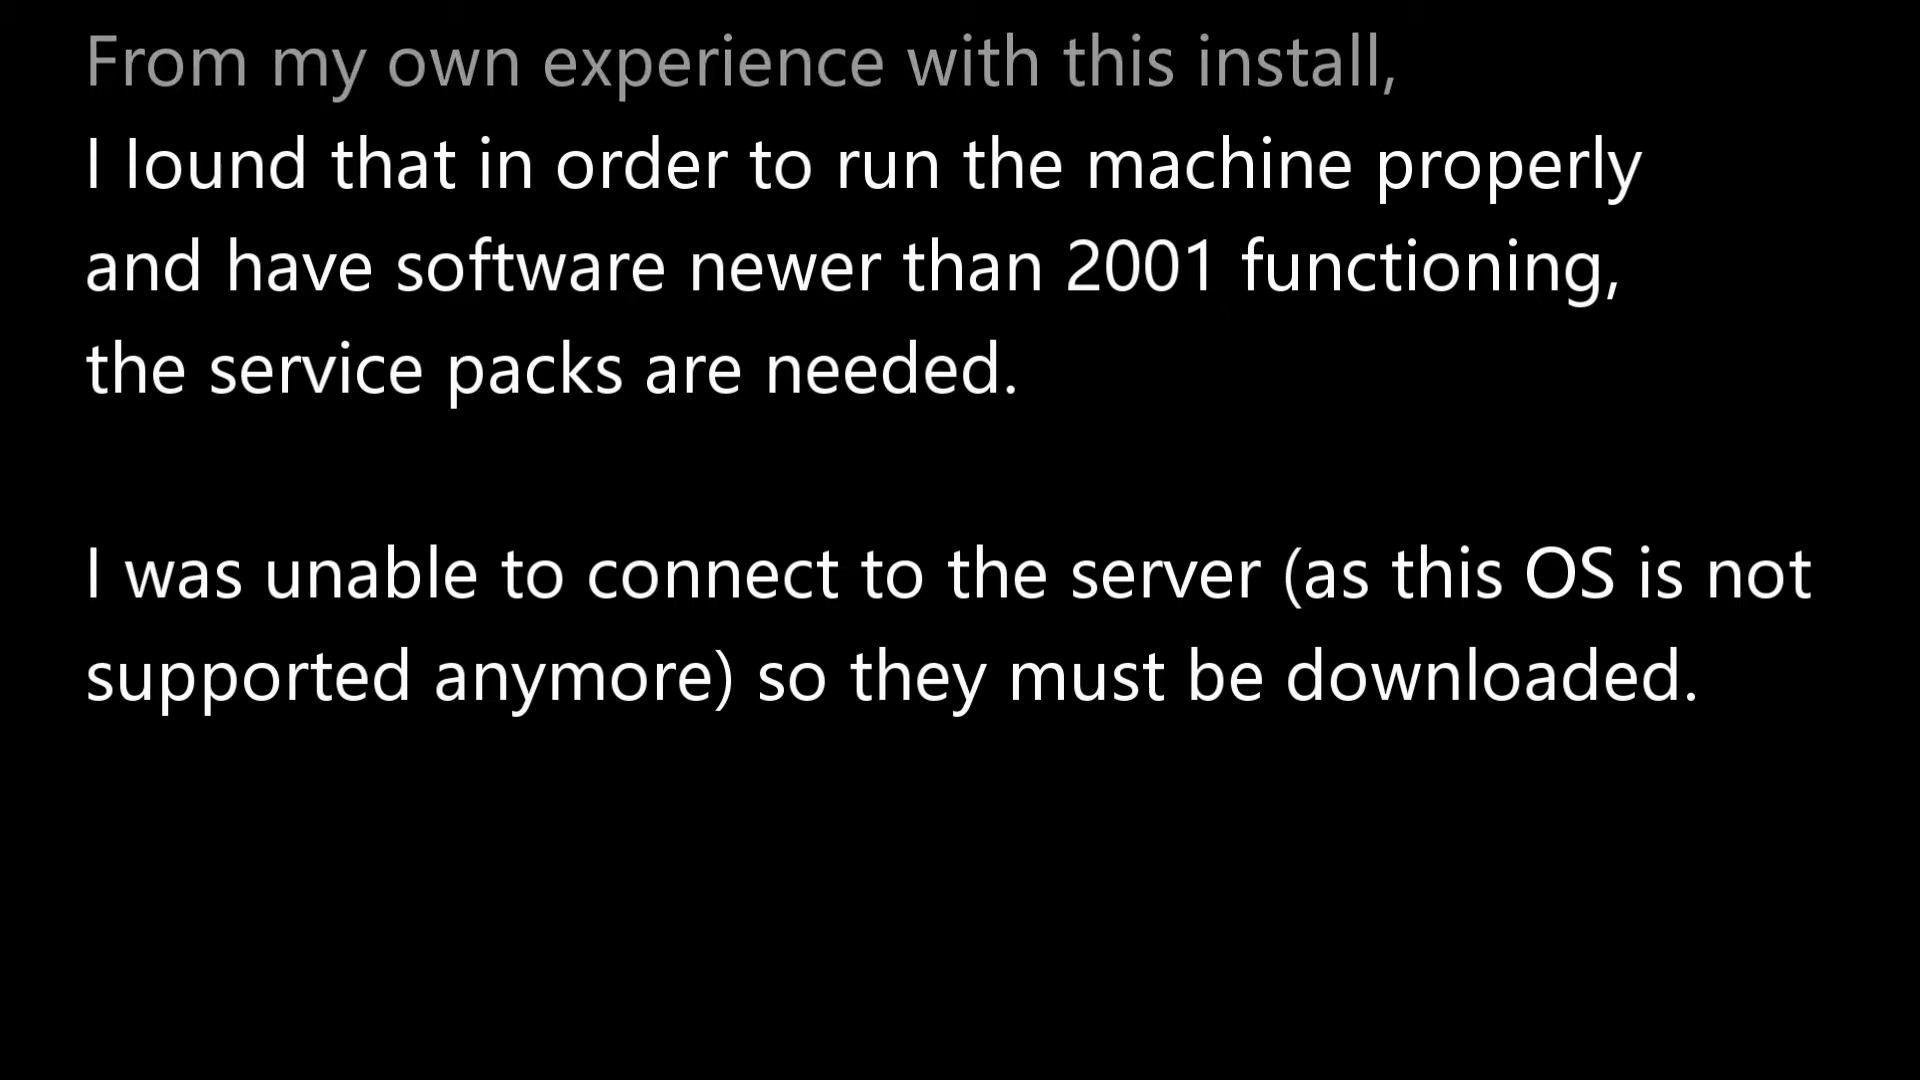 From my own experience with this install,
I Iound that in order to run the machine properly
and have software newer than 2001 functioning,
the service packs are needed.
I was unable to connect to the server (as this OS is not
supported anymore) so they must be downloaded.